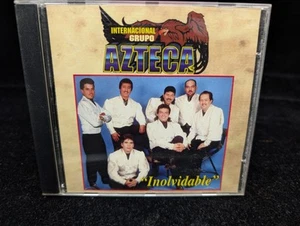 INTERNACIONAL
GRUPO
AZTECA
"Inolvidable"